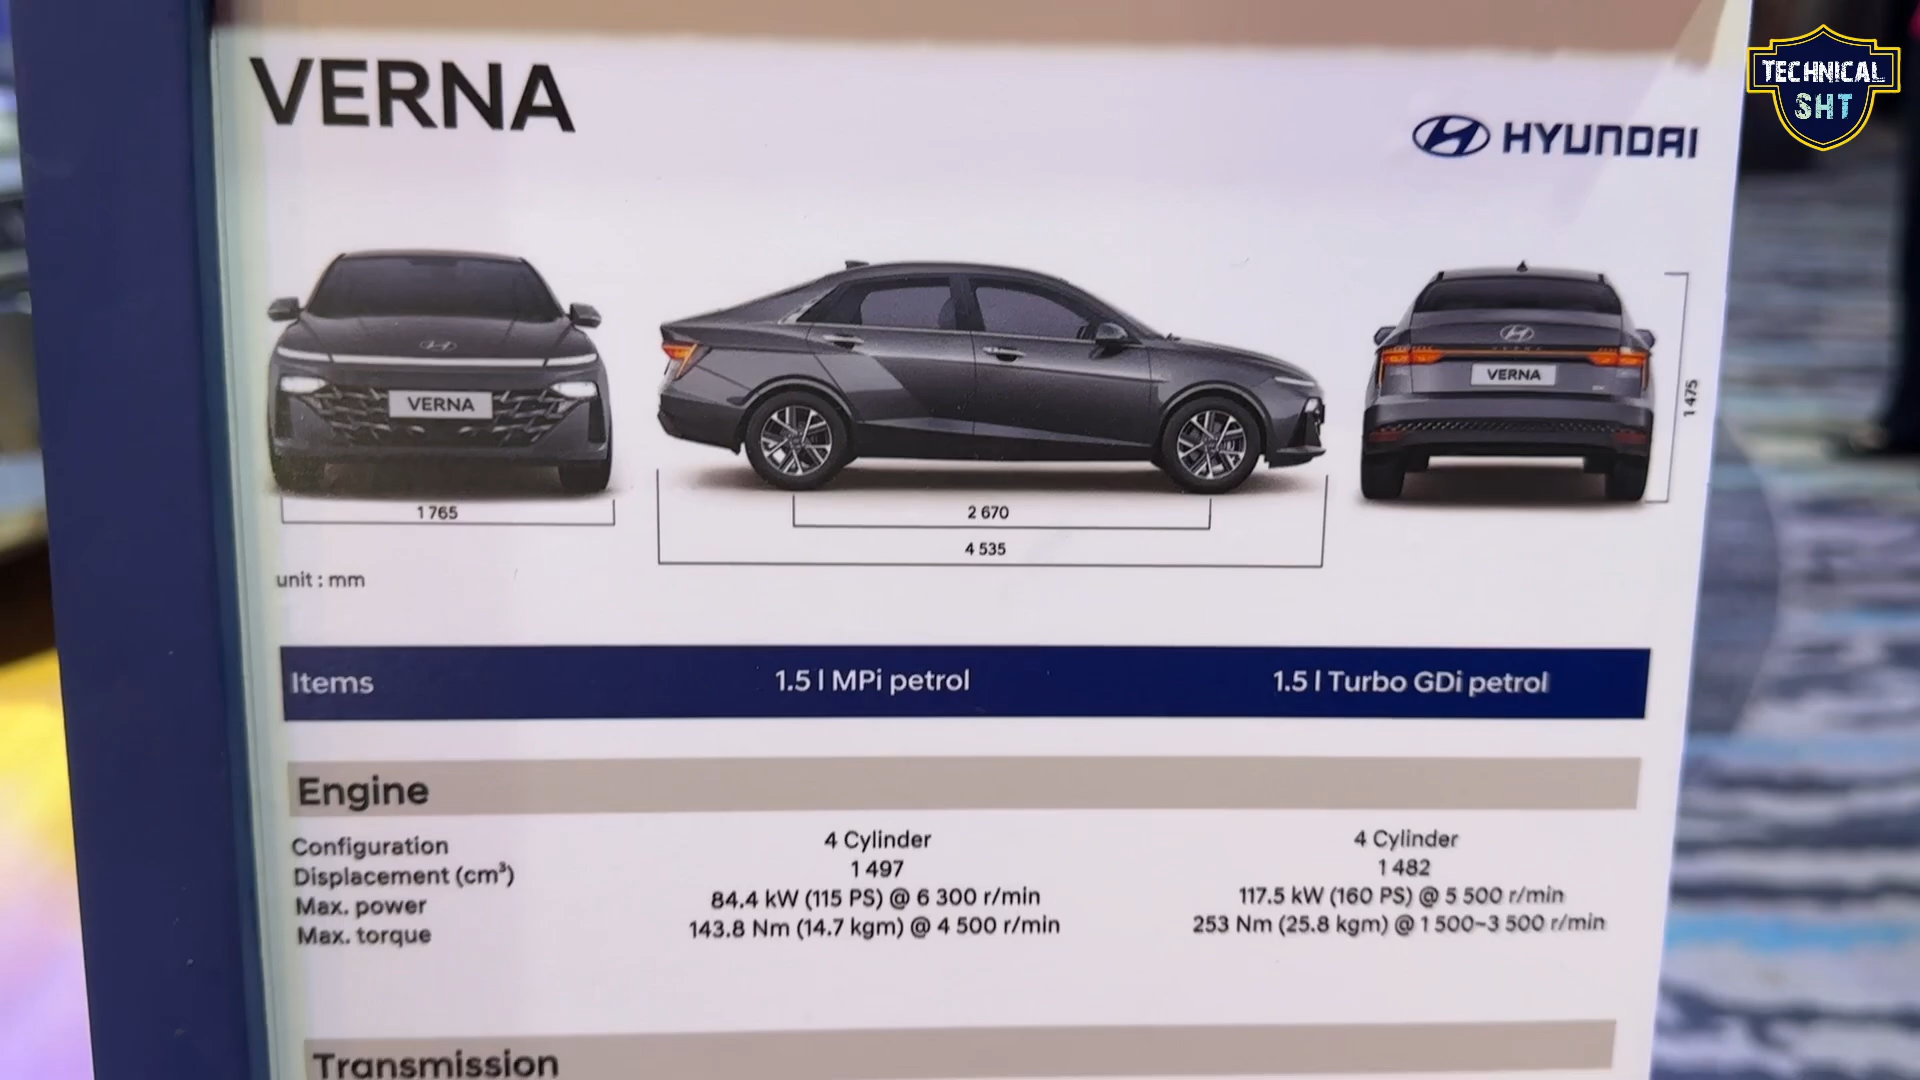 VERNA
TECHNICAL
SHT
HYUNDAI
VERNA
VERNA
1 475
1 765
2 670
4 535
unit : mm
Items 1.5 l MPi petrol 1.5 l Turbo GDi petrol
Engine
Configuration 4 Cylinder 4 Cylinder
Displacement (cm³) 1 497 1 482
Max. power 84.4 kW (115 PS) @ 6 300 r/min 117.5 kW (160 PS) @ 5 500 r/min
Max. torque 143.8 Nm (14.7 kgm) @ 4 500 r/min 253 Nm (25.8 kgm) @ 1 500~3 500 r/min
Transmission